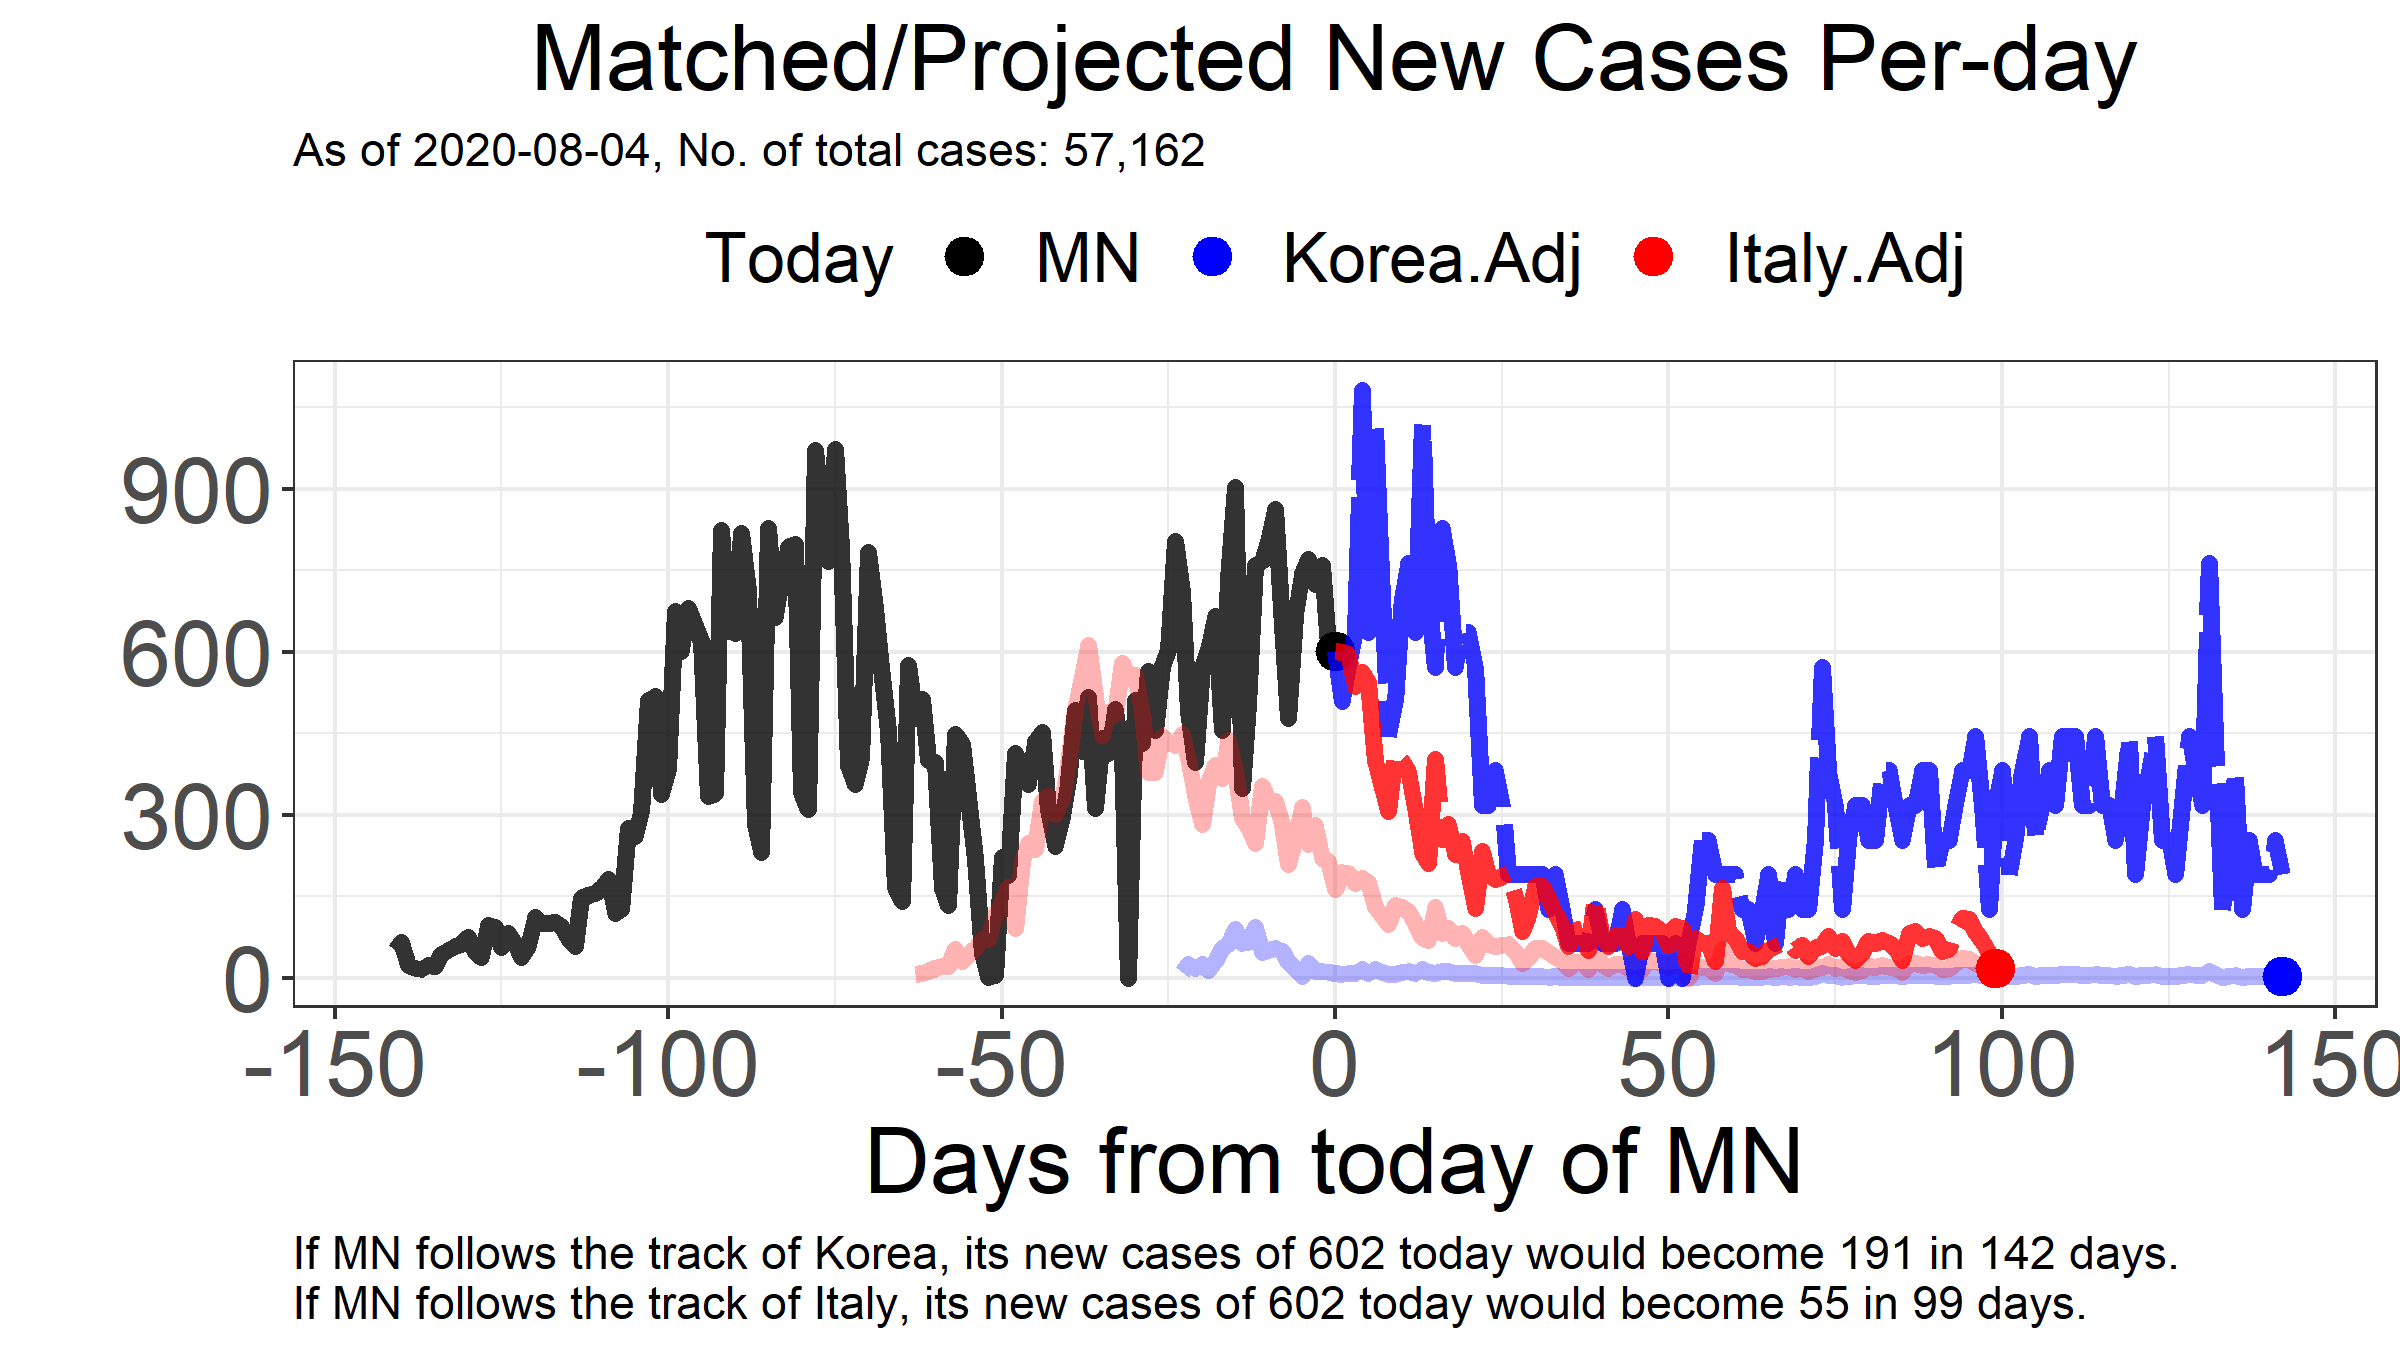 Matched/Projected New Cases Per-day
As of 2020-08-04, No. of total cases: 57,162
Today MN Korea.Adj Italy.Adj
900
600
300
0
-150 -100 -50 0 50 100 150
Days from today of MN
If MN follows the track of Korea, its new cases of 602 today would become 191 in 142 days.
If MN follows the track of Italy, its new cases of 602 today would become 55 in 99 days.